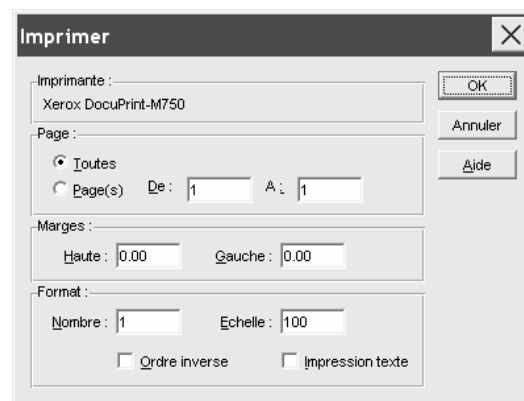 Imprimer
Imprimante :
Xerox DocuPrint-M750
OK
Annuler
Aide
Page :
Toutes
Page(s) De : 1 A : 1
Marges :
Haute : 0.00 Gauche : 0.00
Format :
Nombre : 1 Echelle : 100
Ordre inverse Impression texte